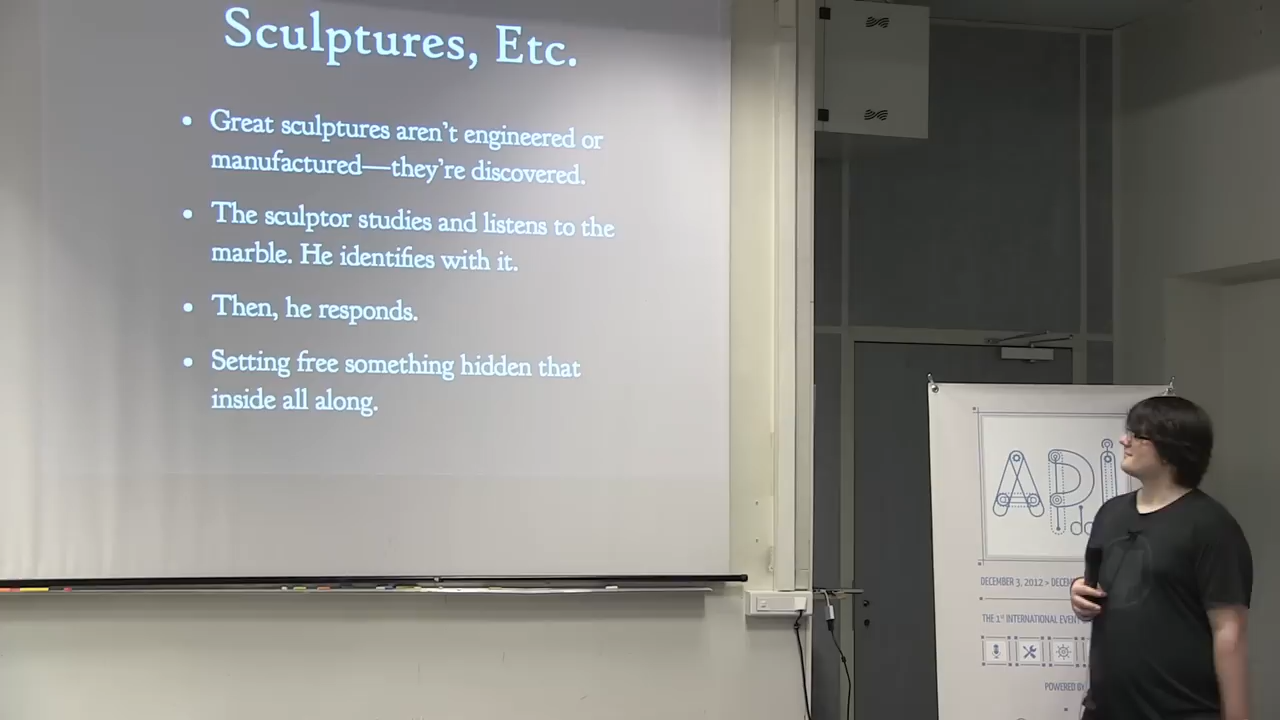 Sculptures, Etc.
• Great sculptures aren't engineered or
manufactured—they're discovered.
• The sculptor studies and listens to the
marble. He identifies with it.
• Then, he responds.
• Setting free something hidden that
inside all along.
API
DECEMBER 3, 2012 >
THE 1st INTERNATIONAL EVENT
POWERED BY